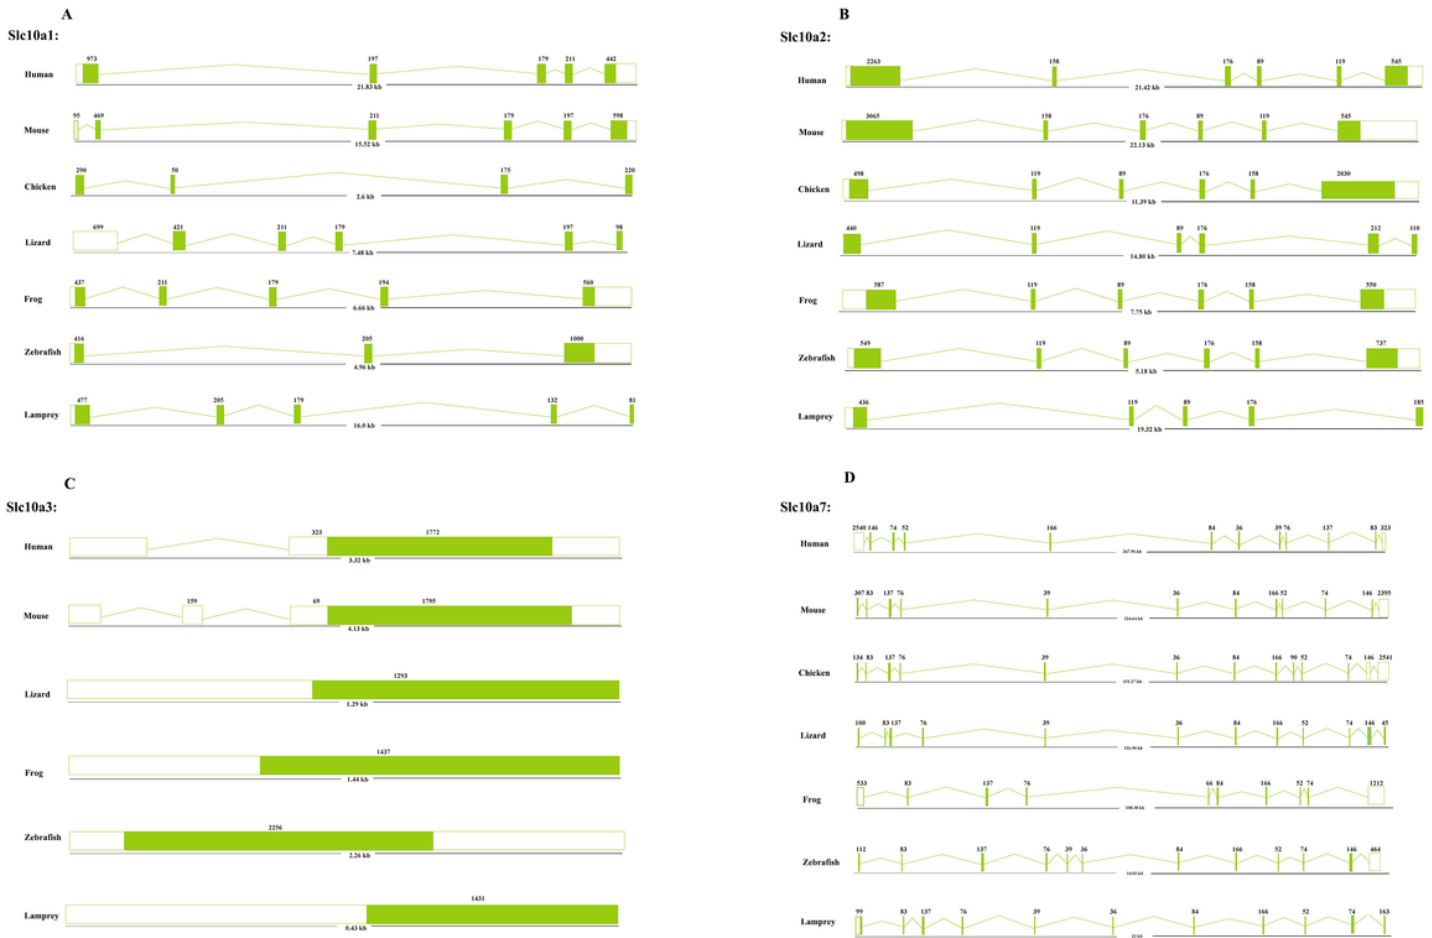 A
Slc10a1:
Human
973 197 179 211 442
21.83 kb
Mouse
95 469 211 179 197 598
15.52 kb
Chicken
290 50 175 220
2.6 kb
Lizard
699 421 211 179 197 98
7.48 kb
Frog
437 211 179 194 560
6.66 kb
Zebrafish
416 205 1000
4.96 kb
Lamprey
477 205 179 132 81
16.0 kb
B
Slc10a2:
Human
2263 158 176 89 119 545
21.42 kb
Mouse
3065 158 176 89 119 545
22.13 kb
Chicken
498 119 89 176 158 2030
11.39 kb
Lizard
440 119 89 176 212 110
14.80 kb
Frog
587 119 89 176 158 550
7.75 kb
Zebrafish
549 119 89 176 158 737
5.18 kb
Lamprey
436 119 89 176 185
19.32 kb
C
Slc10a3:
Human
323 1772
3.32 kb
Mouse
159 69 1795
4.13 kb
Lizard
1293
1.29 kb
Frog
1437
1.44 kb
Zebrafish
2256
2.26 kb
Lamprey
1431
0.43 kb
D
Slc10a7:
Human
2540 146 74 52 166 84 36 39 76 137 83 323
Mouse
307 83 137 76 39 36 84 166 52 74 146 2395
Chicken
134 83 137 76 39 36 84 166 90 52 74 146 2541
Lizard
100 83 137 76 39 36 84 166 52 74 146 45
Frog
533 83 137 76 66 84 166 52 74 1212
Zebrafish
112 83 137 76 39 36 84 166 52 74 146 464
Lamprey
99 83 137 76 39 36 84 166 52 74 163